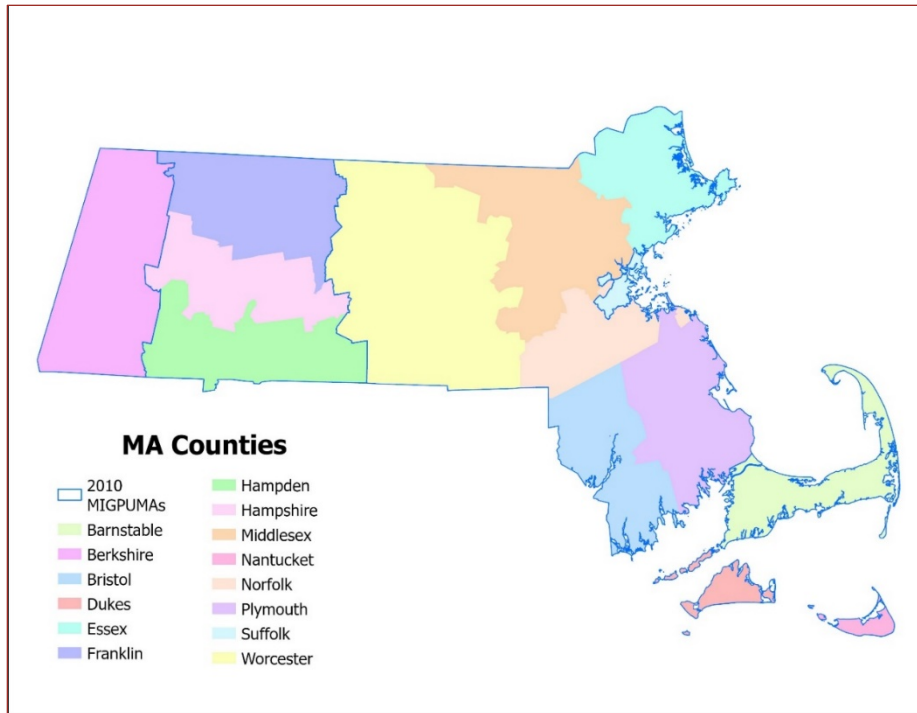 MA Counties
2010
MIGPUMAs
Barnstable
Berkshire
Bristol
Dukes
Essex
Franklin
Hampden
Hampshire
Middlesex
Nantucket
Norfolk
Plymouth
Suffolk
Worcester